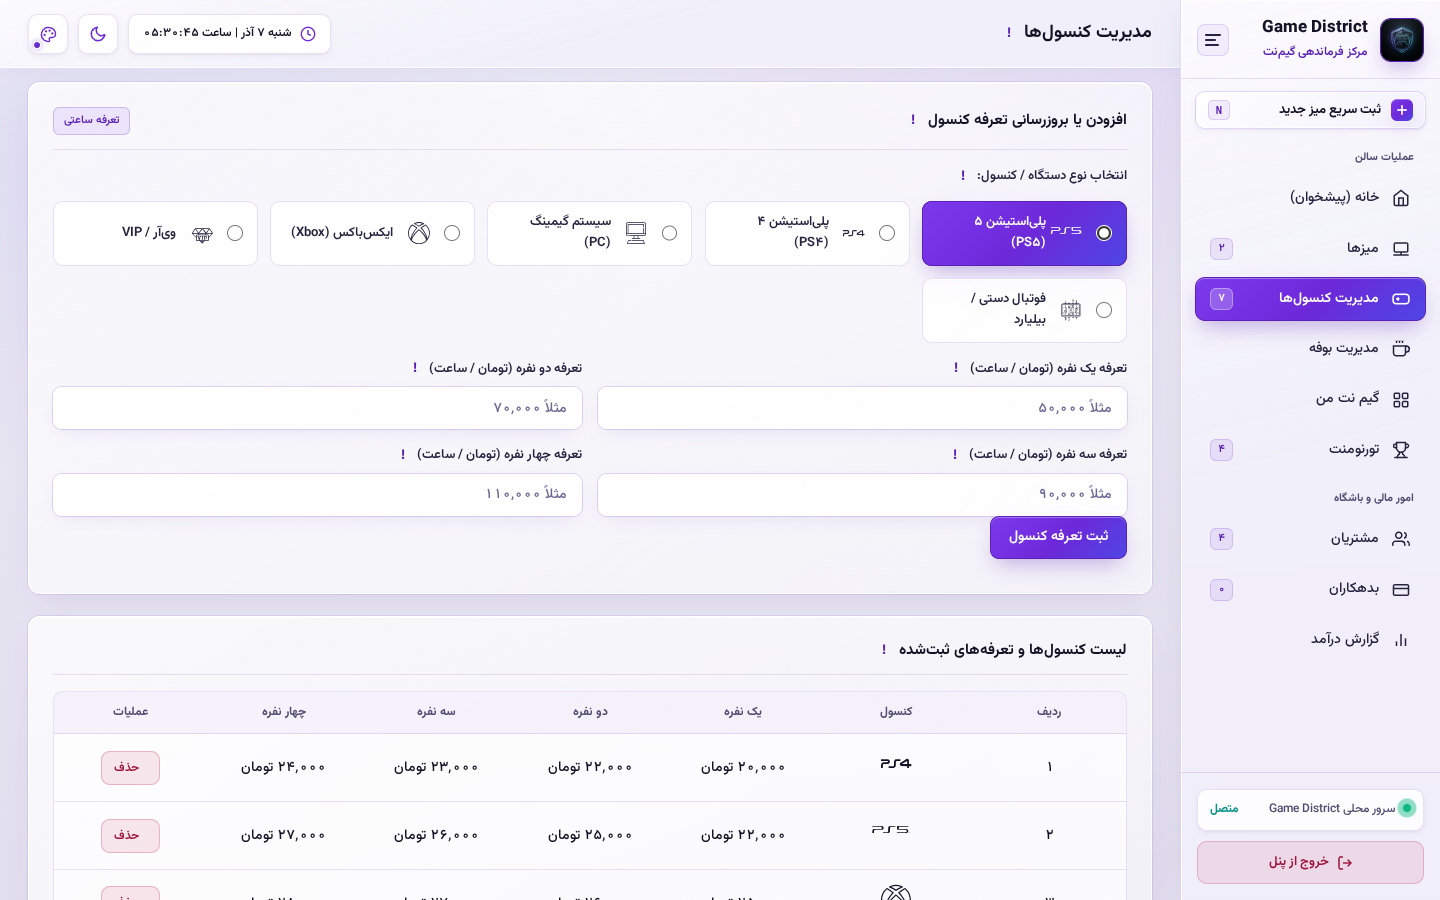 Game District
مرکز فرماندهی گیم‌نت
ثبت سریع میز جدید
N
عملیات سالن
خانه (پیشخوان)
میزها
۲
مدیریت کنسول‌ها
۷
مدیریت بوفه
گیم نت من
تورنومنت
۴
امور مالی و باشگاه
مشتریان
۴
بدهکاران
۰
گزارش درآمد
سرور محلی Game District
متصل
خروج از پنل
مدیریت کنسول‌ها !
شنبه ۷ آذر | ساعت ۰۵:۳۰:۴۵
افزودن یا بروزرسانی تعرفه کنسول !
تعرفه ساعتی
انتخاب نوع دستگاه / کنسول: !
PS5
پلی‌استیشن ۵
(PS۵)
PS4
پلی‌استیشن ۴
(PS۴)
سیستم گیمینگ
(PC)
ایکس‌باکس (Xbox)
وی‌آر / VIP
فوتبال دستی /
بیلیارد
تعرفه یک نفره (تومان / ساعت) !
مثلاً ۵۰,۰۰۰
تعرفه دو نفره (تومان / ساعت) !
مثلاً ۷۰,۰۰۰
تعرفه سه نفره (تومان / ساعت) !
مثلاً ۹۰,۰۰۰
تعرفه چهار نفره (تومان / ساعت) !
مثلاً ۱۱۰,۰۰۰
ثبت تعرفه کنسول
لیست کنسول‌ها و تعرفه‌های ثبت‌شده !
ردیف کنسول یک نفره دو نفره سه نفره چهار نفره عملیات
۱ PS4 ۲۰,۰۰۰ تومان ۲۲,۰۰۰ تومان ۲۳,۰۰۰ تومان ۲۴,۰۰۰ تومان حذف
۲ PS5 ۲۲,۰۰۰ تومان ۲۵,۰۰۰ تومان ۲۶,۰۰۰ تومان ۲۷,۰۰۰ تومان حذف